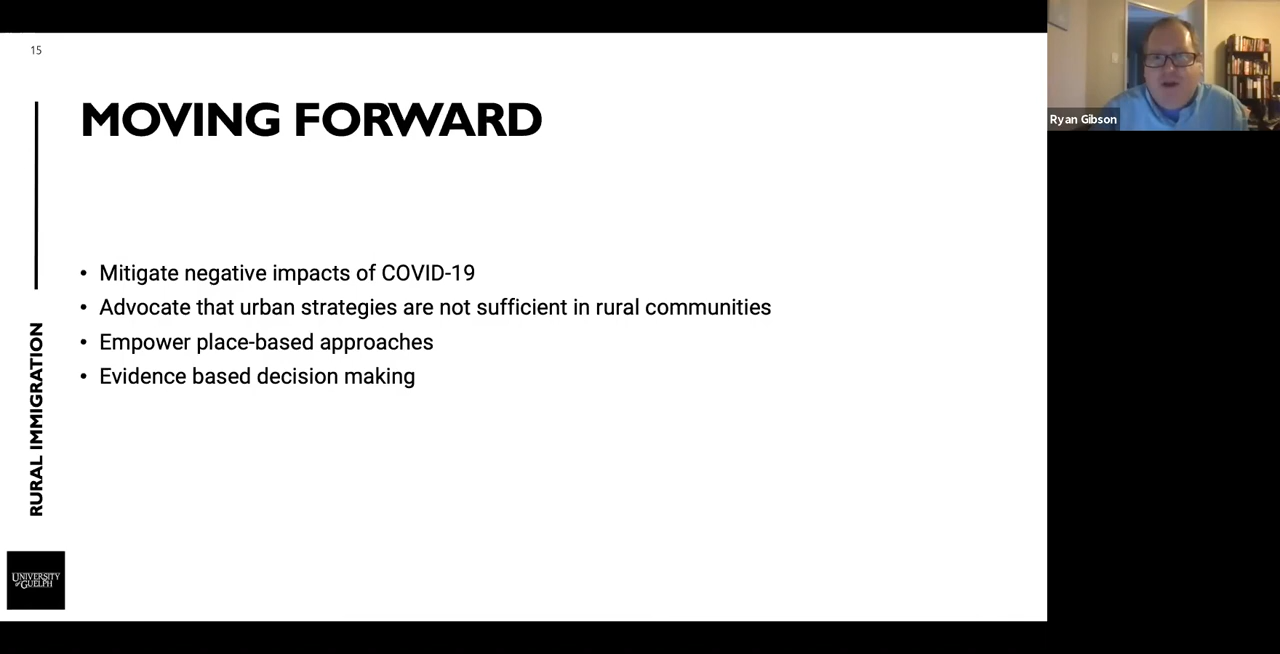 15
MOVING FORWARD
• Mitigate negative impacts of COVID-19
• Advocate that urban strategies are not sufficient in rural communities
• Empower place-based approaches
• Evidence based decision making
RURAL IMMIGRATION
UNIVERSITY
OF GUELPH
Ryan Gibson